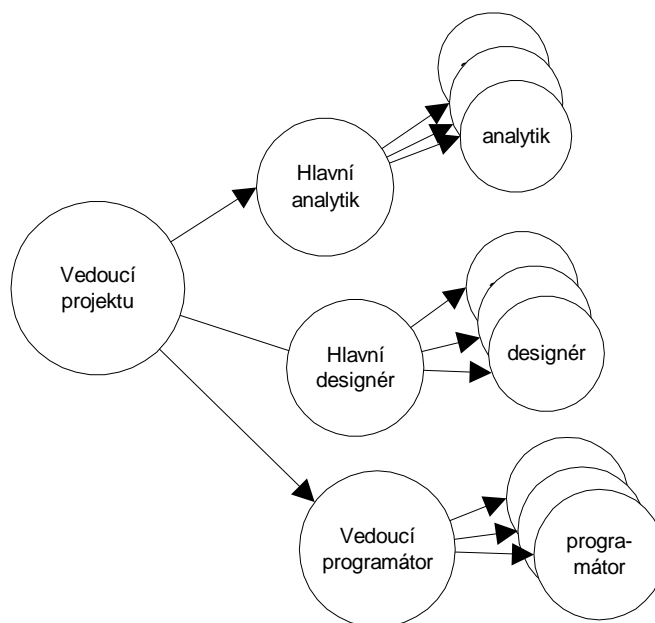 analytik
Hlavní
analytik
Vedoucí
projektu
Hlavní
designér
designér
Vedoucí
programátor
progra-
mátor